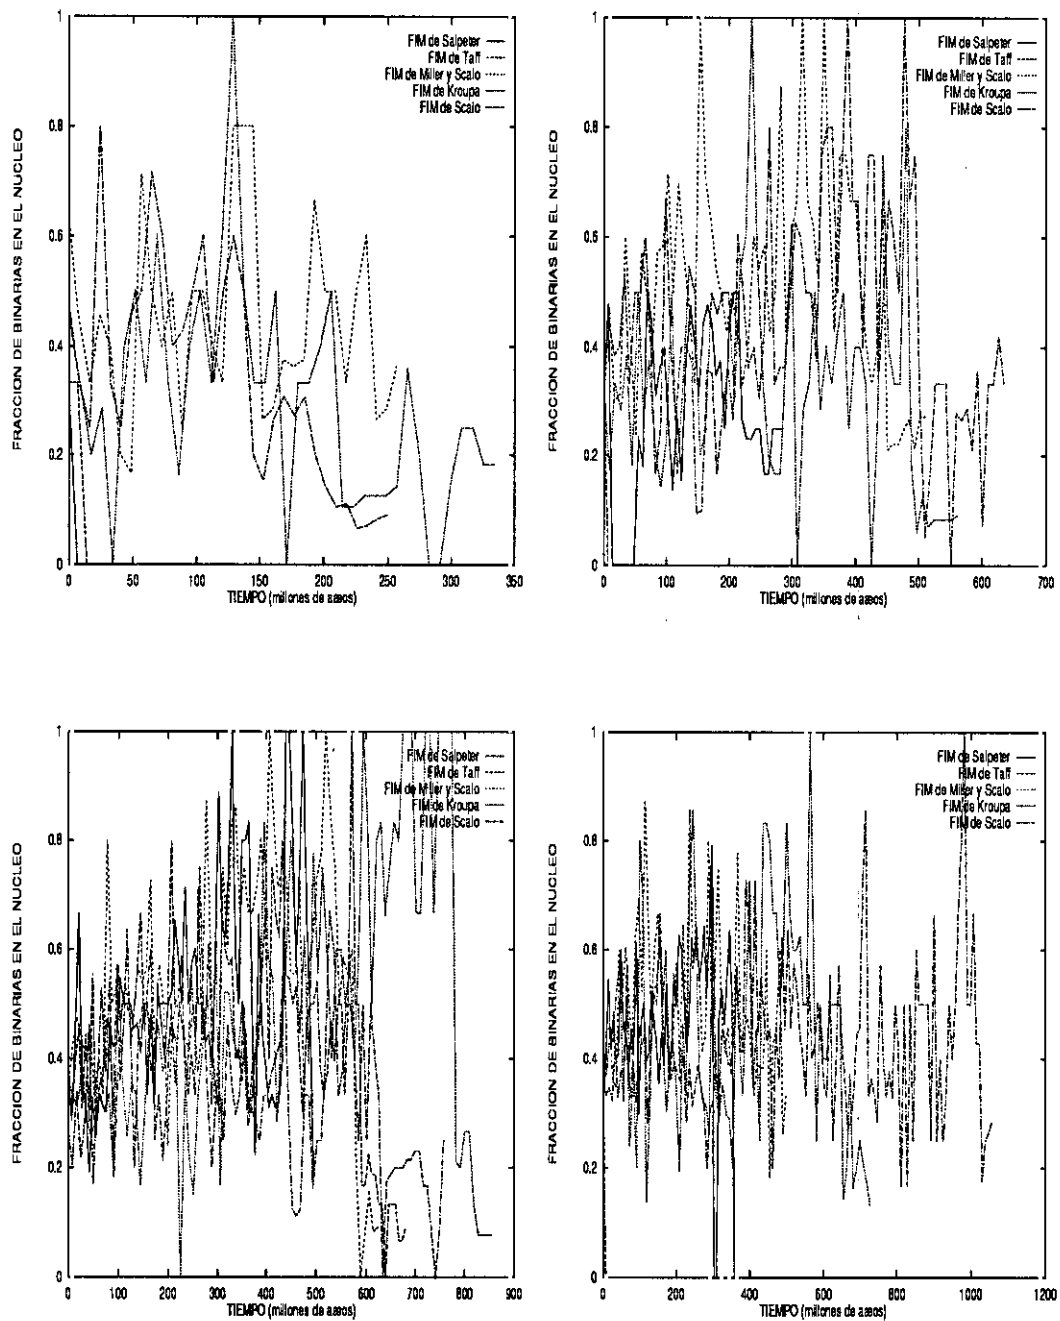 FRACCION DE BINARIAS EN EL NUCLEO
1
0.8
0.6
0.4
0.2
0
FIM de Salpeter
FIM de Taff
FIM de Miller y Scalo
FIM de Kroupa
FIM de Scalo
0 50 100 150 200 250 300 350
TIEMPO (millones de aæos)
FRACCION DE BINARIAS EN EL NUCLEO
1
0.8
0.6
0.4
0.2
0
FIM de Salpeter
FIM de Taff
FIM de Miller y Scalo
FIM de Kroupa
FIM de Scalo
0 100 200 300 400 500 600 700
TIEMPO (millones de aæos)
FRACCION DE BINARIAS EN EL NUCLEO
1
0.8
0.6
0.4
0.2
0
FIM de Salpeter
FIM de Taff
FIM de Miller y Scalo
FIM de Kroupa
FIM de Scalo
0 100 200 300 400 500 600 700 800 900
TIEMPO (millones de aæos)
FRACCION DE BINARIAS EN EL NUCLEO
1
0.8
0.6
0.4
0.2
0
FIM de Salpeter
FIM de Taff
FIM de Miller y Scalo
FIM de Kroupa
FIM de Scalo
0 200 400 600 800 1000 1200
TIEMPO (millones de aæos)